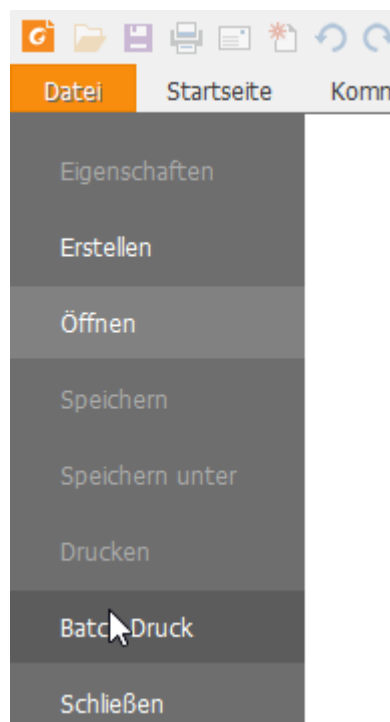 Datei Startseite Komm
Eigenschaften
Erstellen
Öffnen
Speichern
Speichern unter
Drucken
Batch-Druck
Schließen